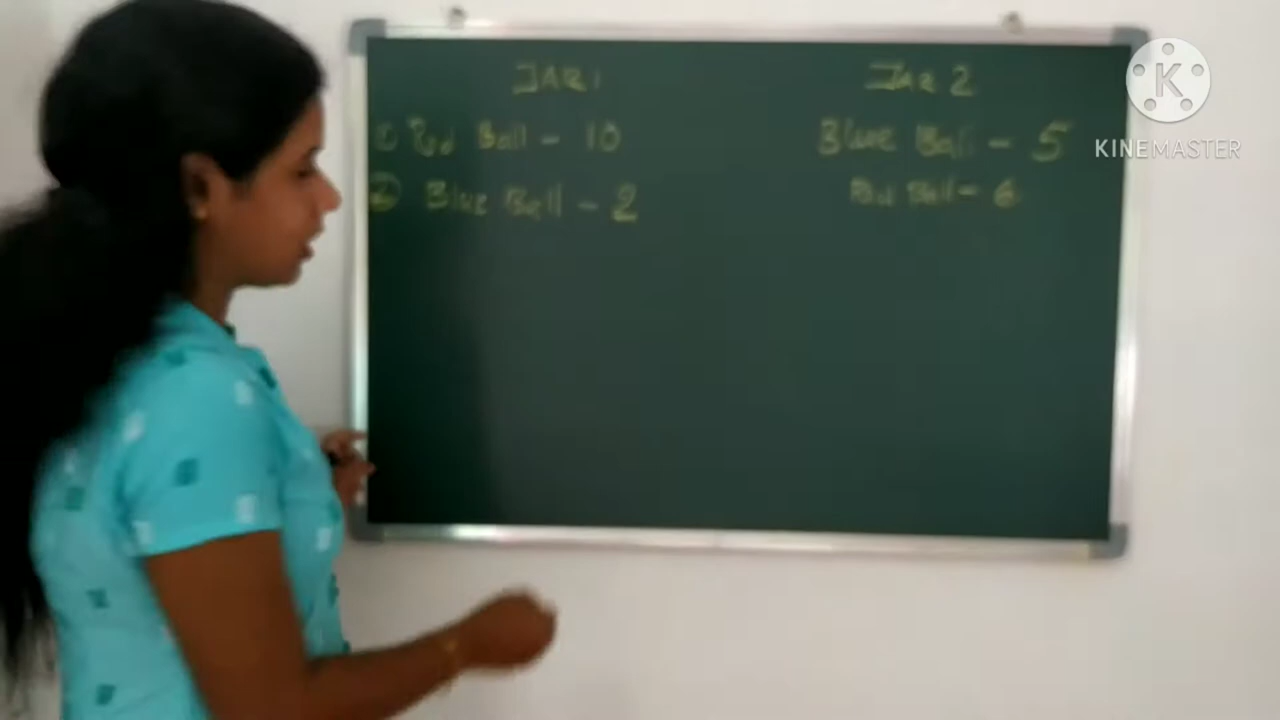 JAR 1
① Red Ball - 10
② Blue Ball - 2
JAR 2
Blue Ball - 5
Red Ball - 6
K
KINEMASTER